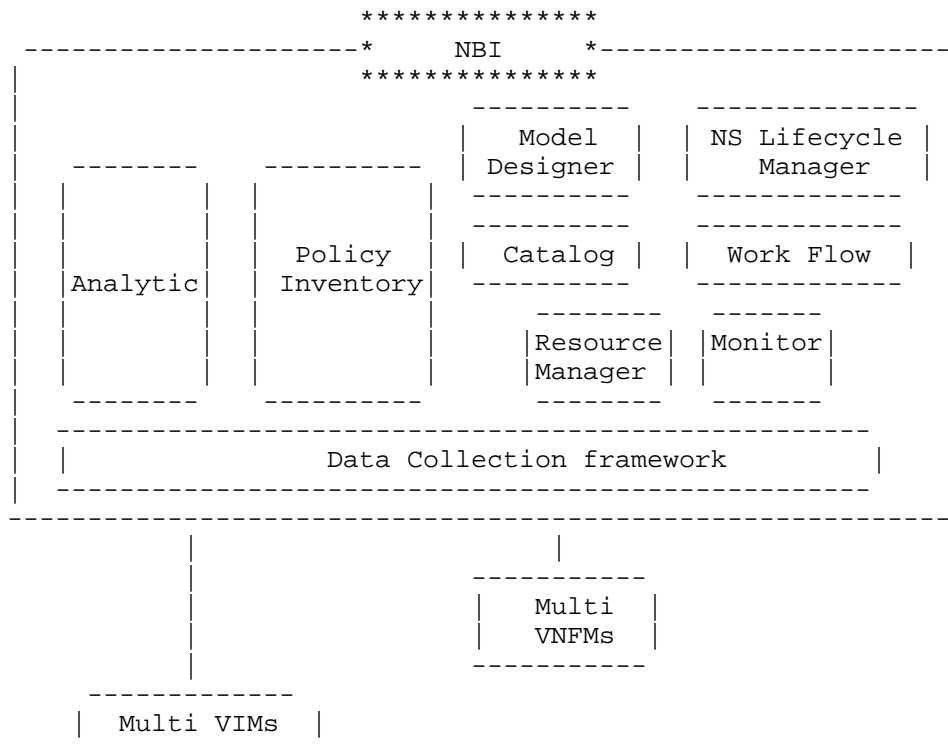 NBI
Model Designer
NS Lifecycle Manager
Analytic
Policy Inventory
Catalog
Work Flow
Resource Manager
Monitor
Data Collection framework
Multi VNFMs
Multi VIMs